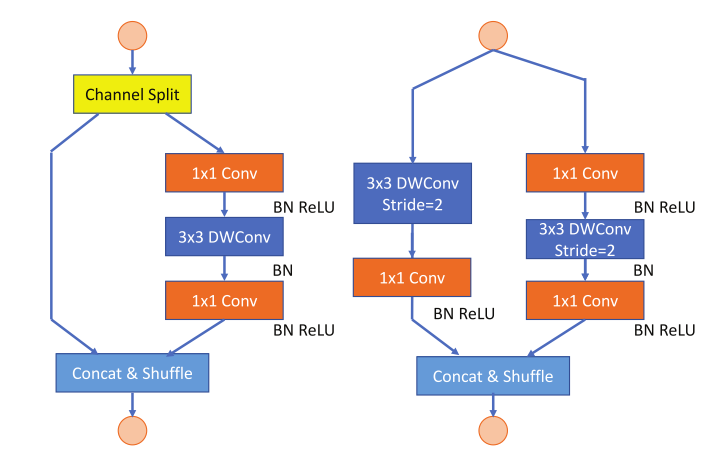 Channel Split
1x1 Conv
BN ReLU
3x3 DWConv
BN
1x1 Conv
BN ReLU
Concat & Shuffle
3x3 DWConv
Stride=2
1x1 Conv
BN ReLU
1x1 Conv
BN ReLU
3x3 DWConv
Stride=2
BN
1x1 Conv
BN ReLU
Concat & Shuffle